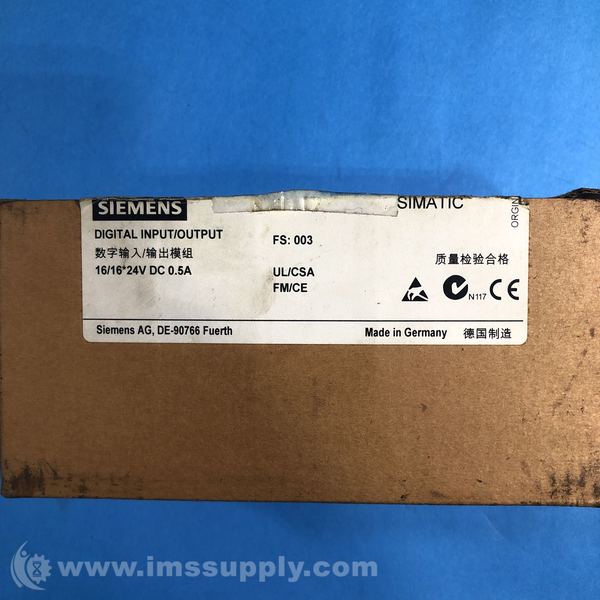 SIEMENS
SIMATIC
ORGIN
DIGITAL INPUT/OUTPUT
FS: 003
数字输入/输出模组
质量检验合格
16/16*24V DC 0.5A
UL/CSA
FM/CE
N117
CE
Siemens AG, DE-90766 Fuerth
Made in Germany 德国制造
www.imssupply.com